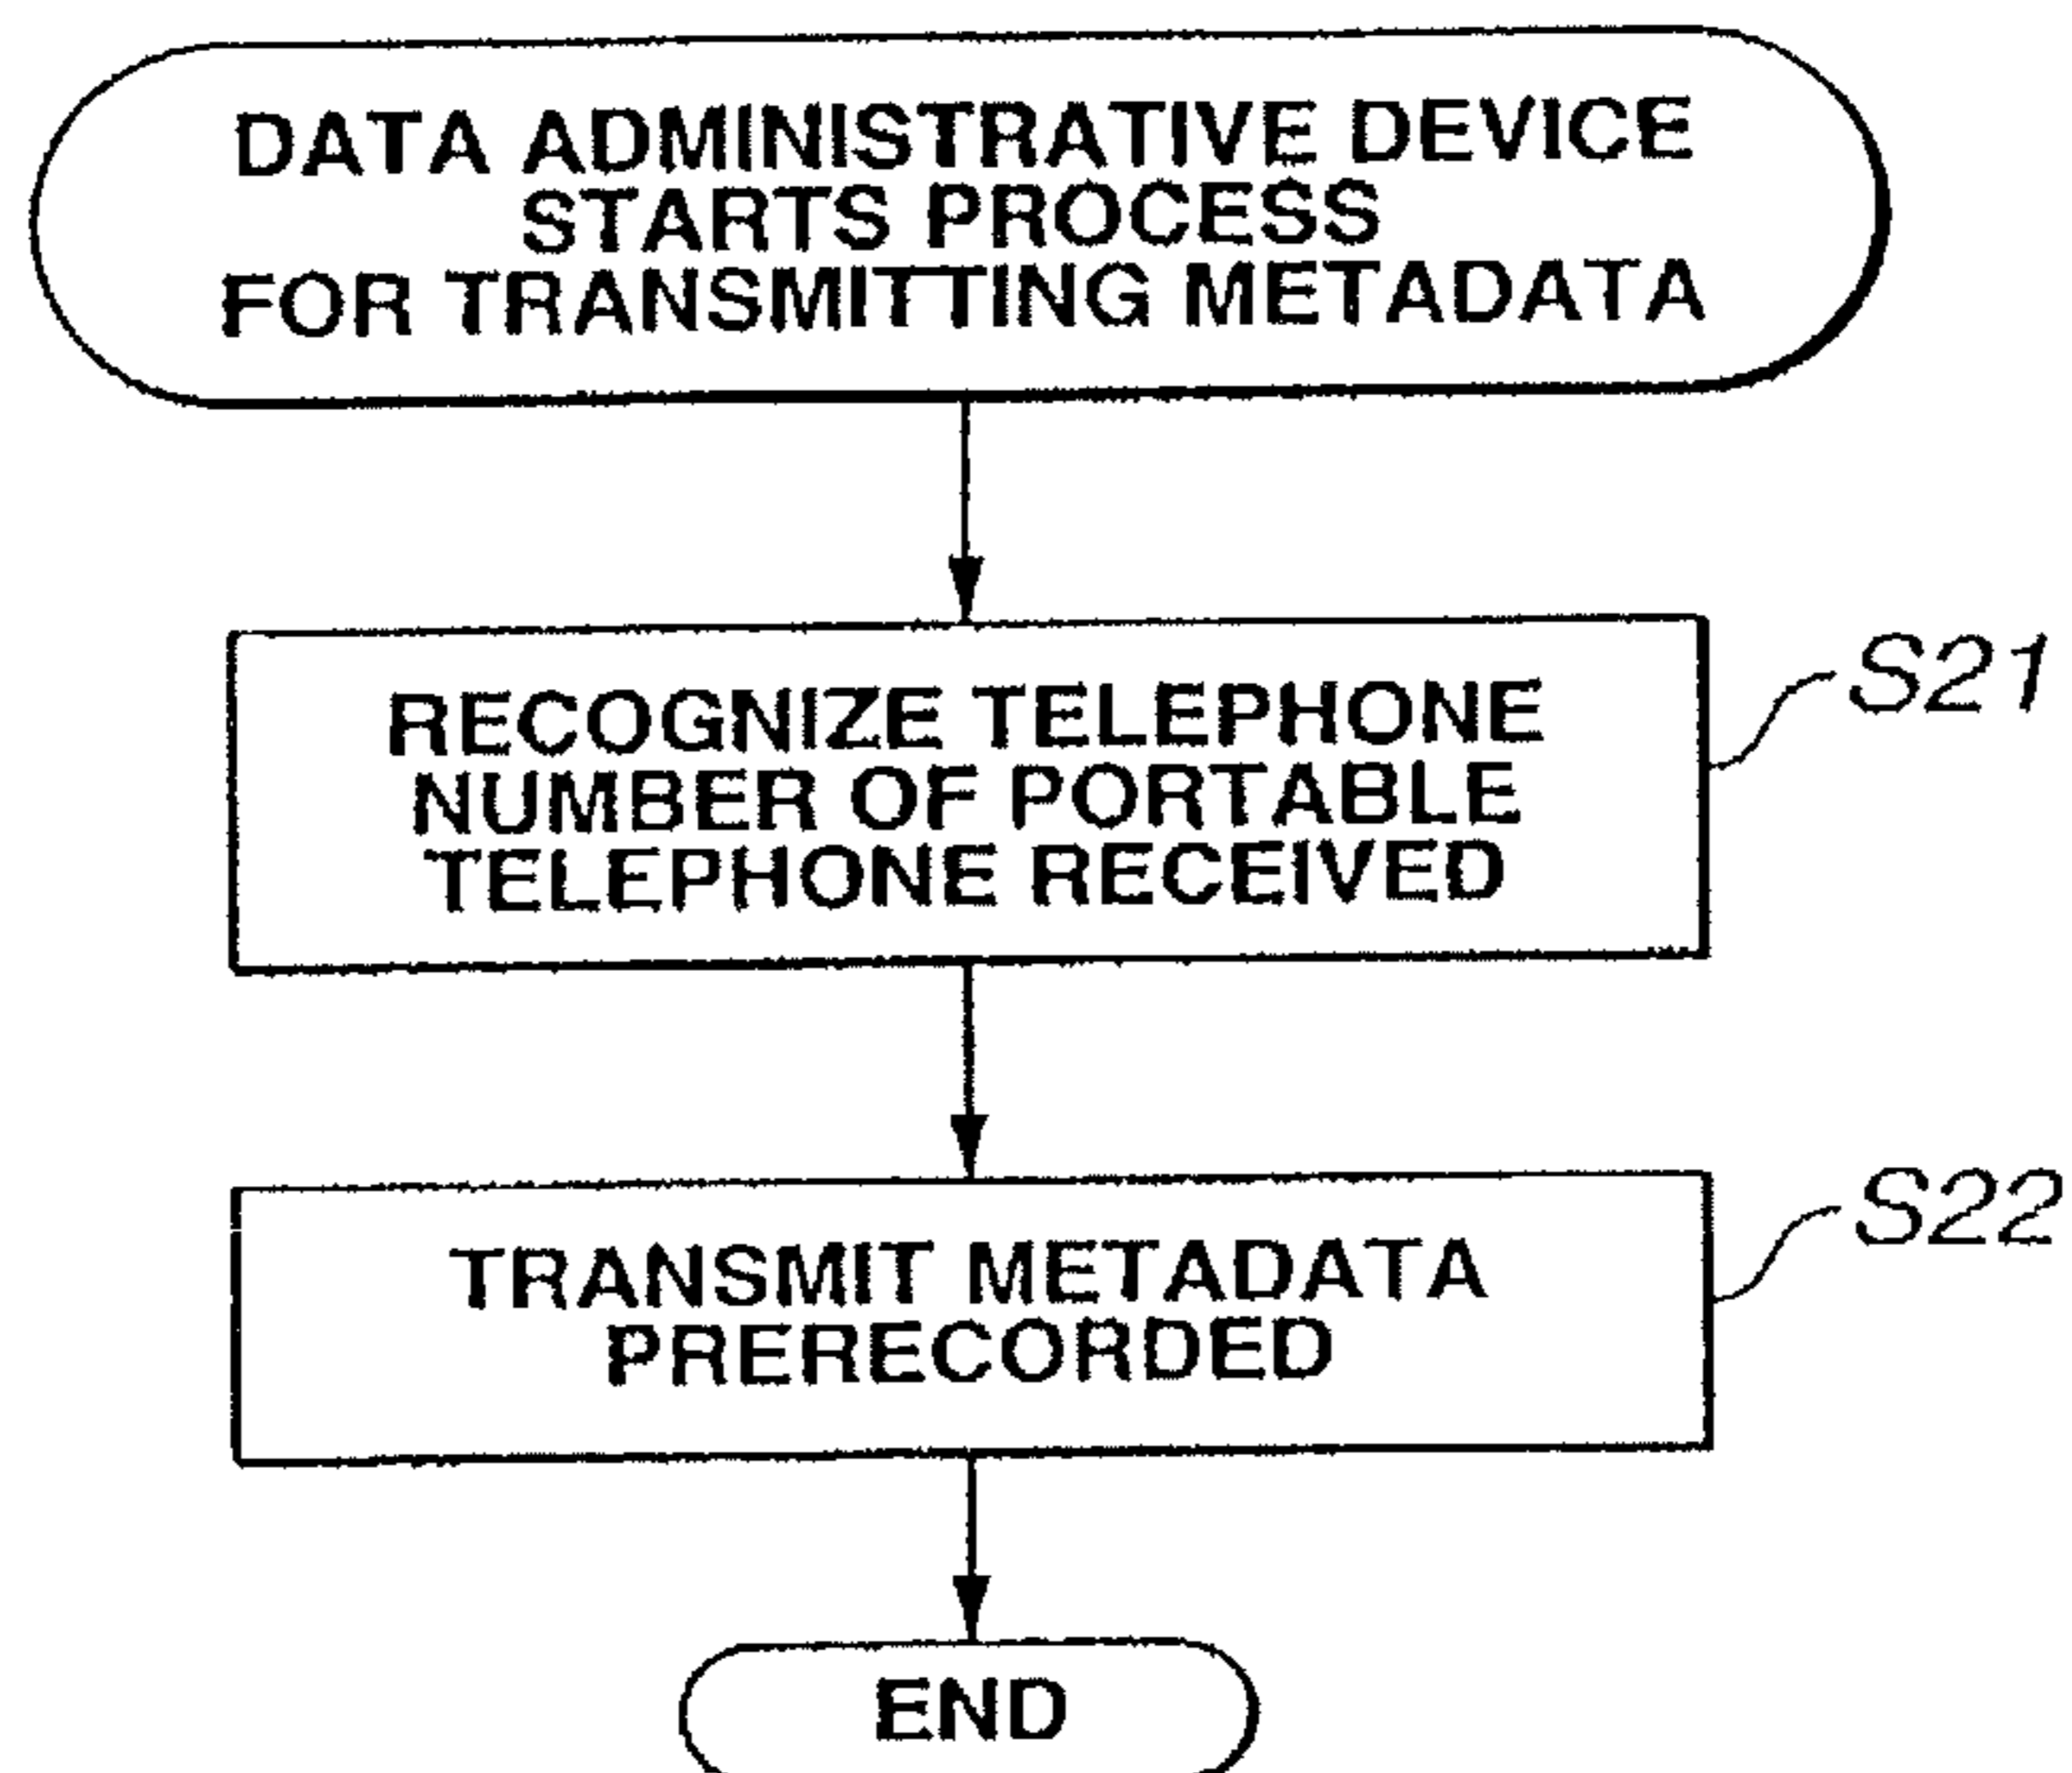 DATA ADMINISTRATIVE DEVICE
STARTS PROCESS
FOR TRANSMITTING METADATA
RECOGNIZE TELEPHONE
NUMBER OF PORTABLE
TELEPHONE RECEIVED
S21
TRANSMIT METADATA
PRERECORDED
S22
END